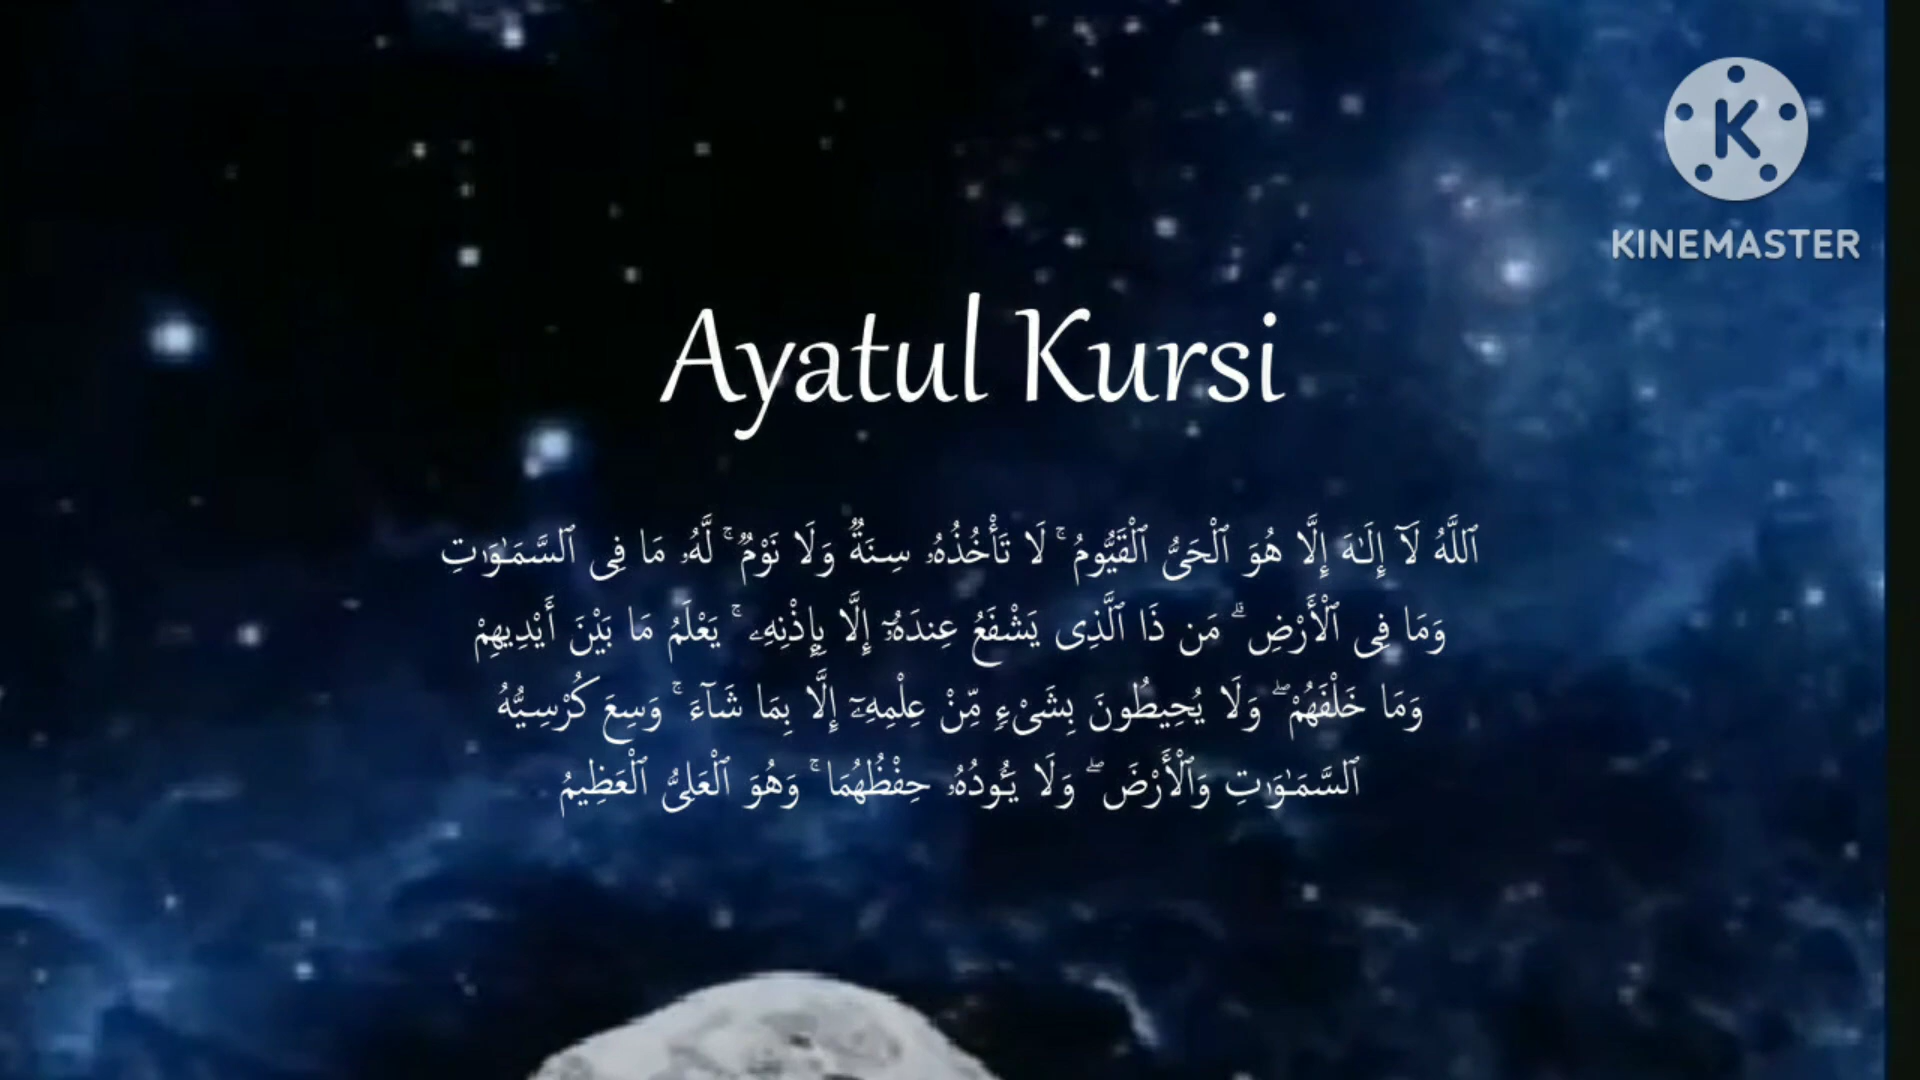 K
KINEMASTER
Ayatul Kursi
ٱللَّهُ لَآ إِلَـٰهَ إِلَّا هُوَ ٱلْحَىُّ ٱلْقَيُّومُ ۚ لَا تَأْخُذُهُۥ سِنَةٌ وَلَا نَوْمٌ ۚ لَّهُۥ مَا فِى ٱلسَّمَـٰوَٰتِ
وَمَا فِى ٱلْأَرْضِ ۗ مَن ذَا ٱلَّذِى يَشْفَعُ عِندَهُۥٓ إِلَّا بِإِذْنِهِۦ ۚ يَعْلَمُ مَا بَيْنَ أَيْدِيهِمْ
وَمَا خَلْفَهُمْ ۖ وَلَا يُحِيطُونَ بِشَىْءٍ مِّنْ عِلْمِهِۦٓ إِلَّا بِمَا شَآءَ ۚ وَسِعَ كُرْسِيُّهُ
ٱلسَّمَـٰوَٰتِ وَٱلْأَرْضَ ۖ وَلَا يَـُٔودُهُۥ حِفْظُهُمَا ۚ وَهُوَ ٱلْعَلِىُّ ٱلْعَظِيمُ